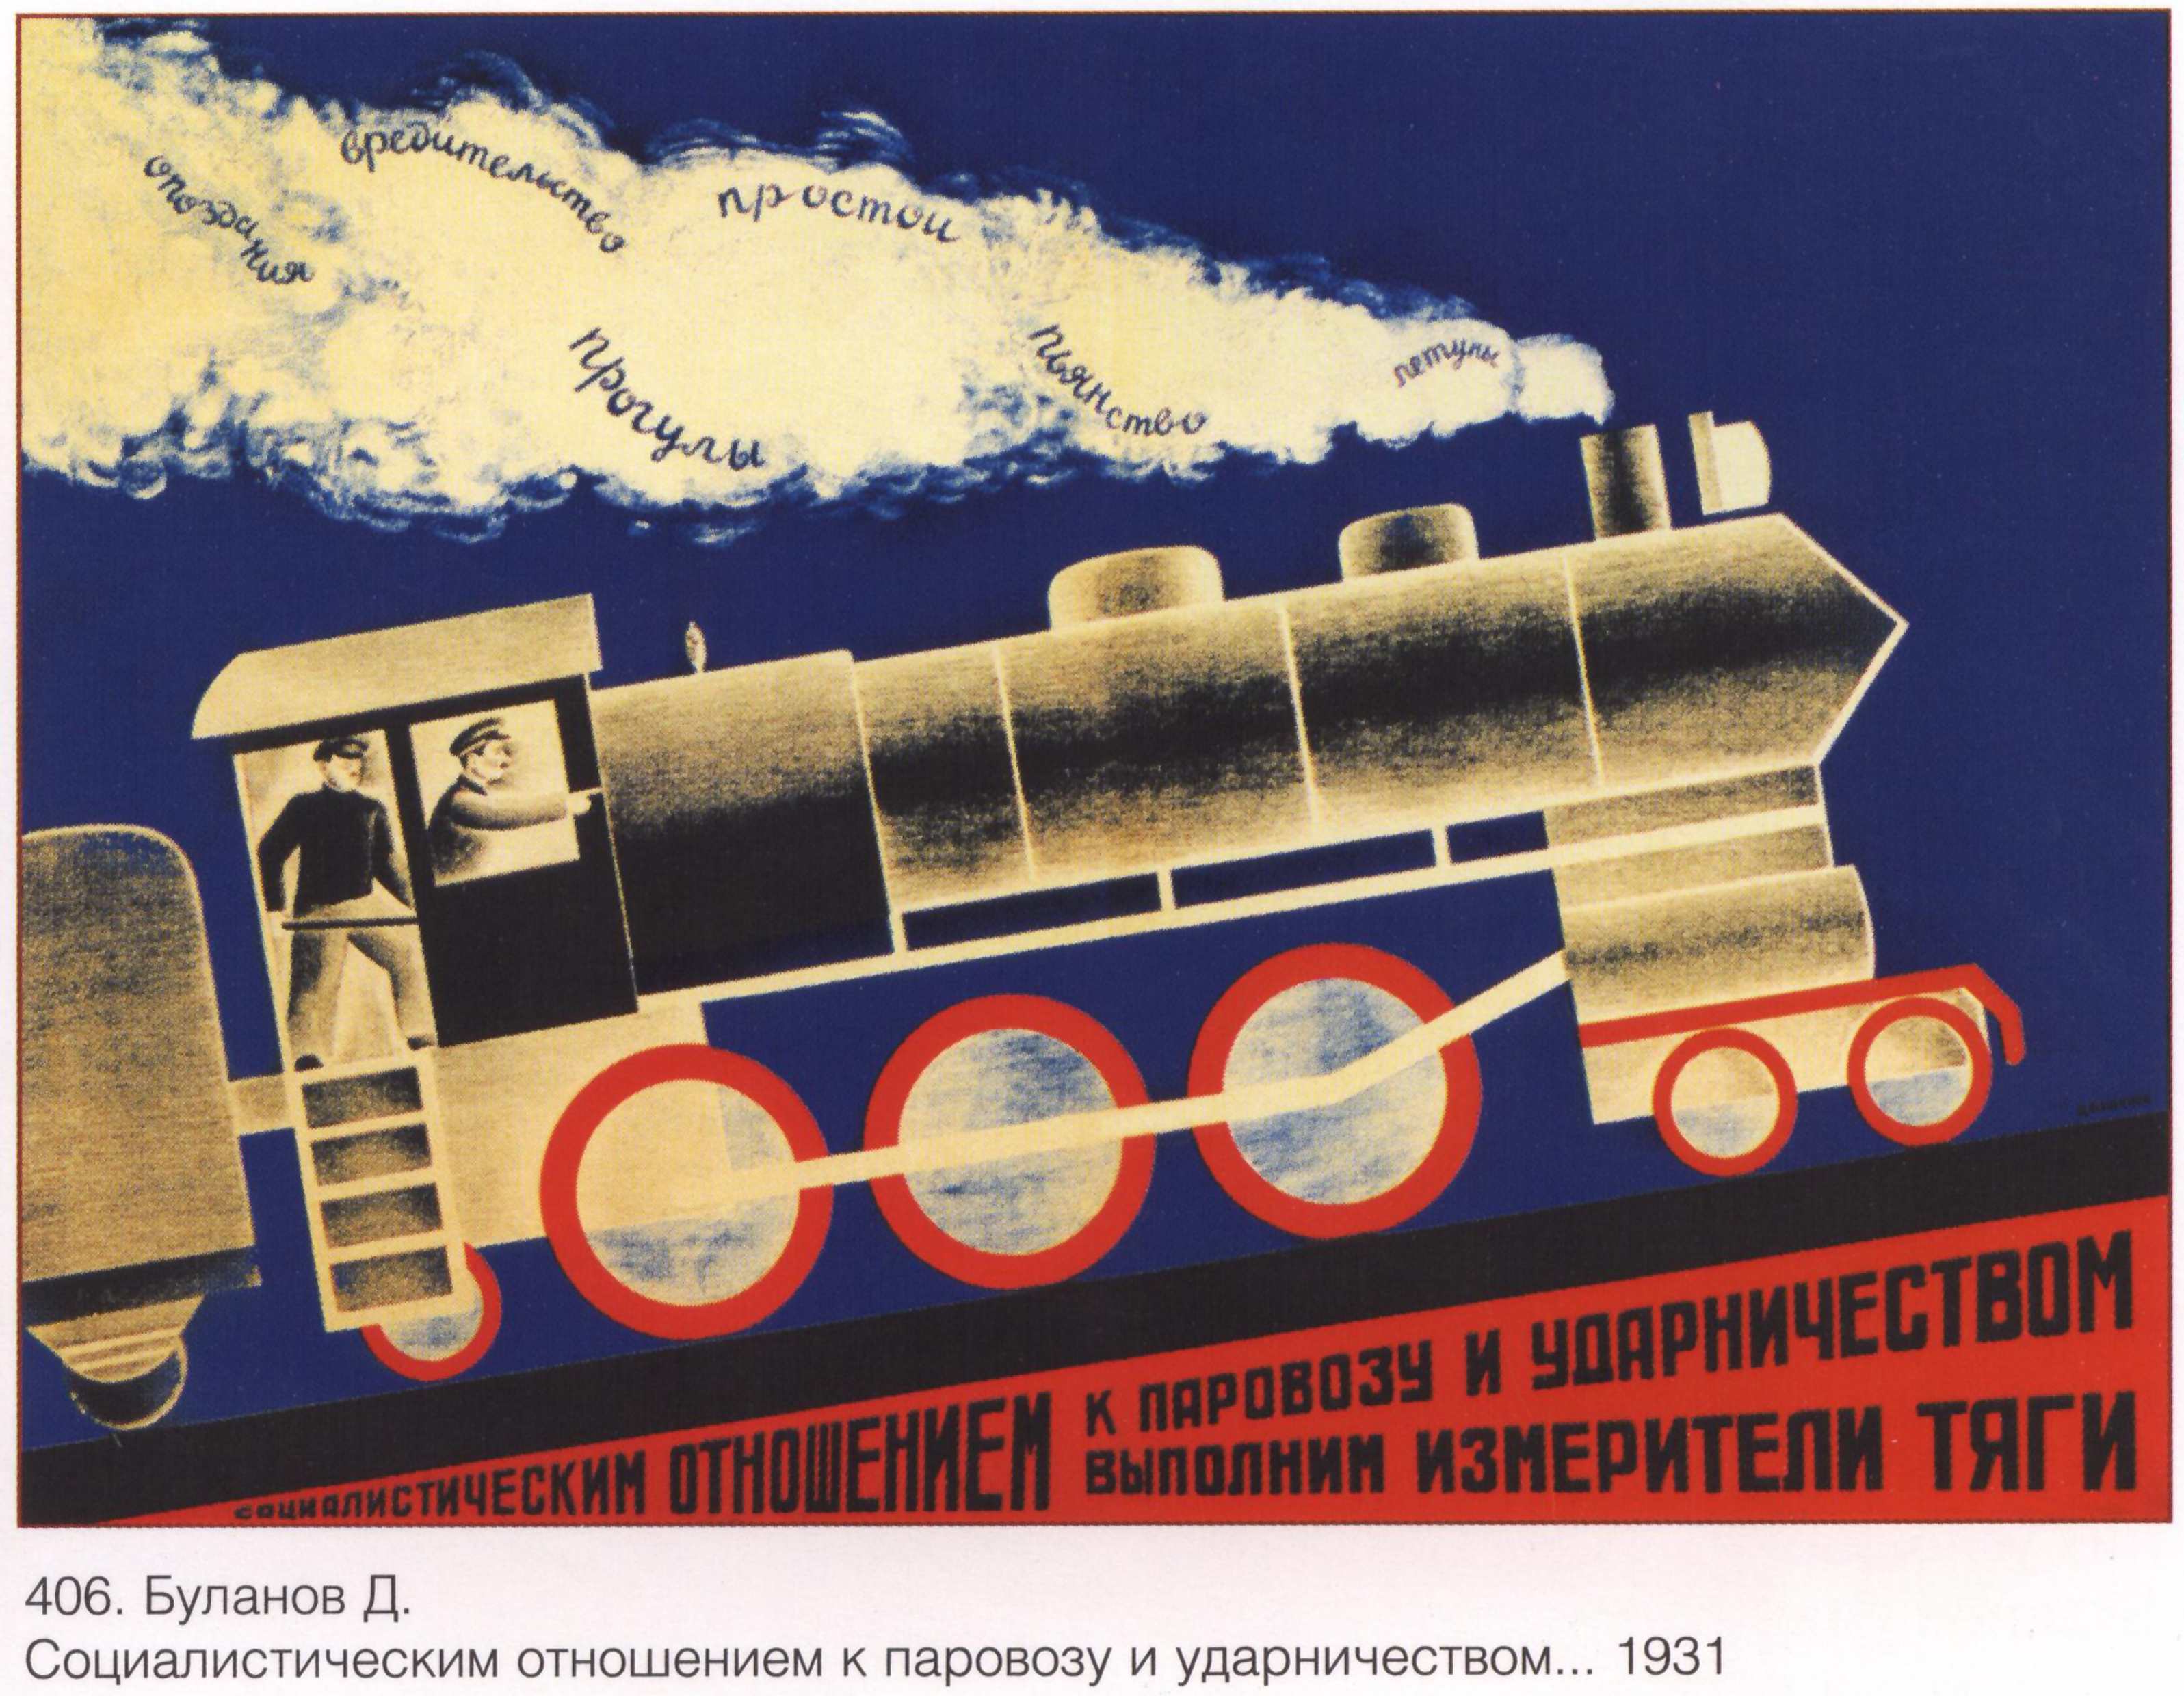 опоздания
вредительство
простои
прогулы
пьянство
летуны
социалистическим ОТНОШЕНИЕМ К ПАРОВОЗУ И УДАРНИЧЕСТВОМ
ВЫПОЛНИМ ИЗМЕРИТЕЛИ ТЯГИ
406. Буланов Д.
Социалистическим отношением к паровозу и ударничеством... 1931